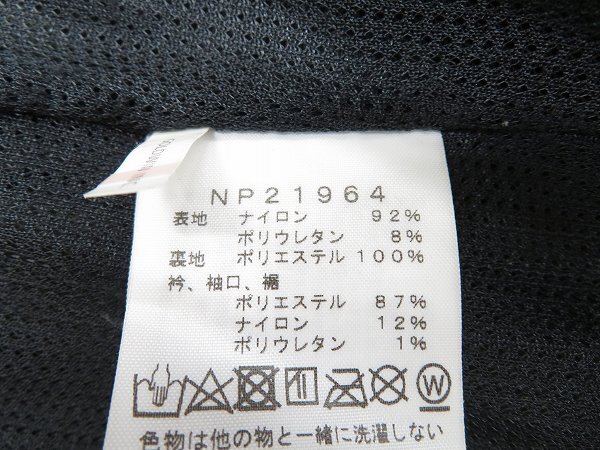 NP21964
表地 ナイロン 92%
ポリウレタン 8%
裏地 ポリエステル 100%
衿、袖口、裾
ポリエステル 87%
ナイロン 12%
ポリウレタン 1%
W
色物は他の物と一緒に洗濯しない